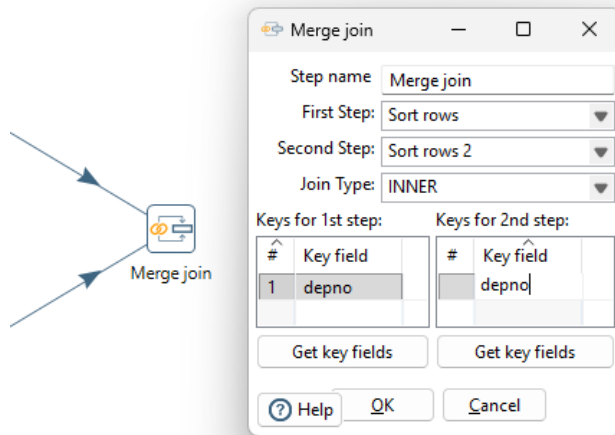 Merge join
Step name Merge join
First Step: Sort rows
Second Step: Sort rows 2
Join Type: INNER
Keys for 1st step: Keys for 2nd step:
# Key field # Key field
1 depno depno
Get key fields Get key fields
Help OK Cancel
Merge join